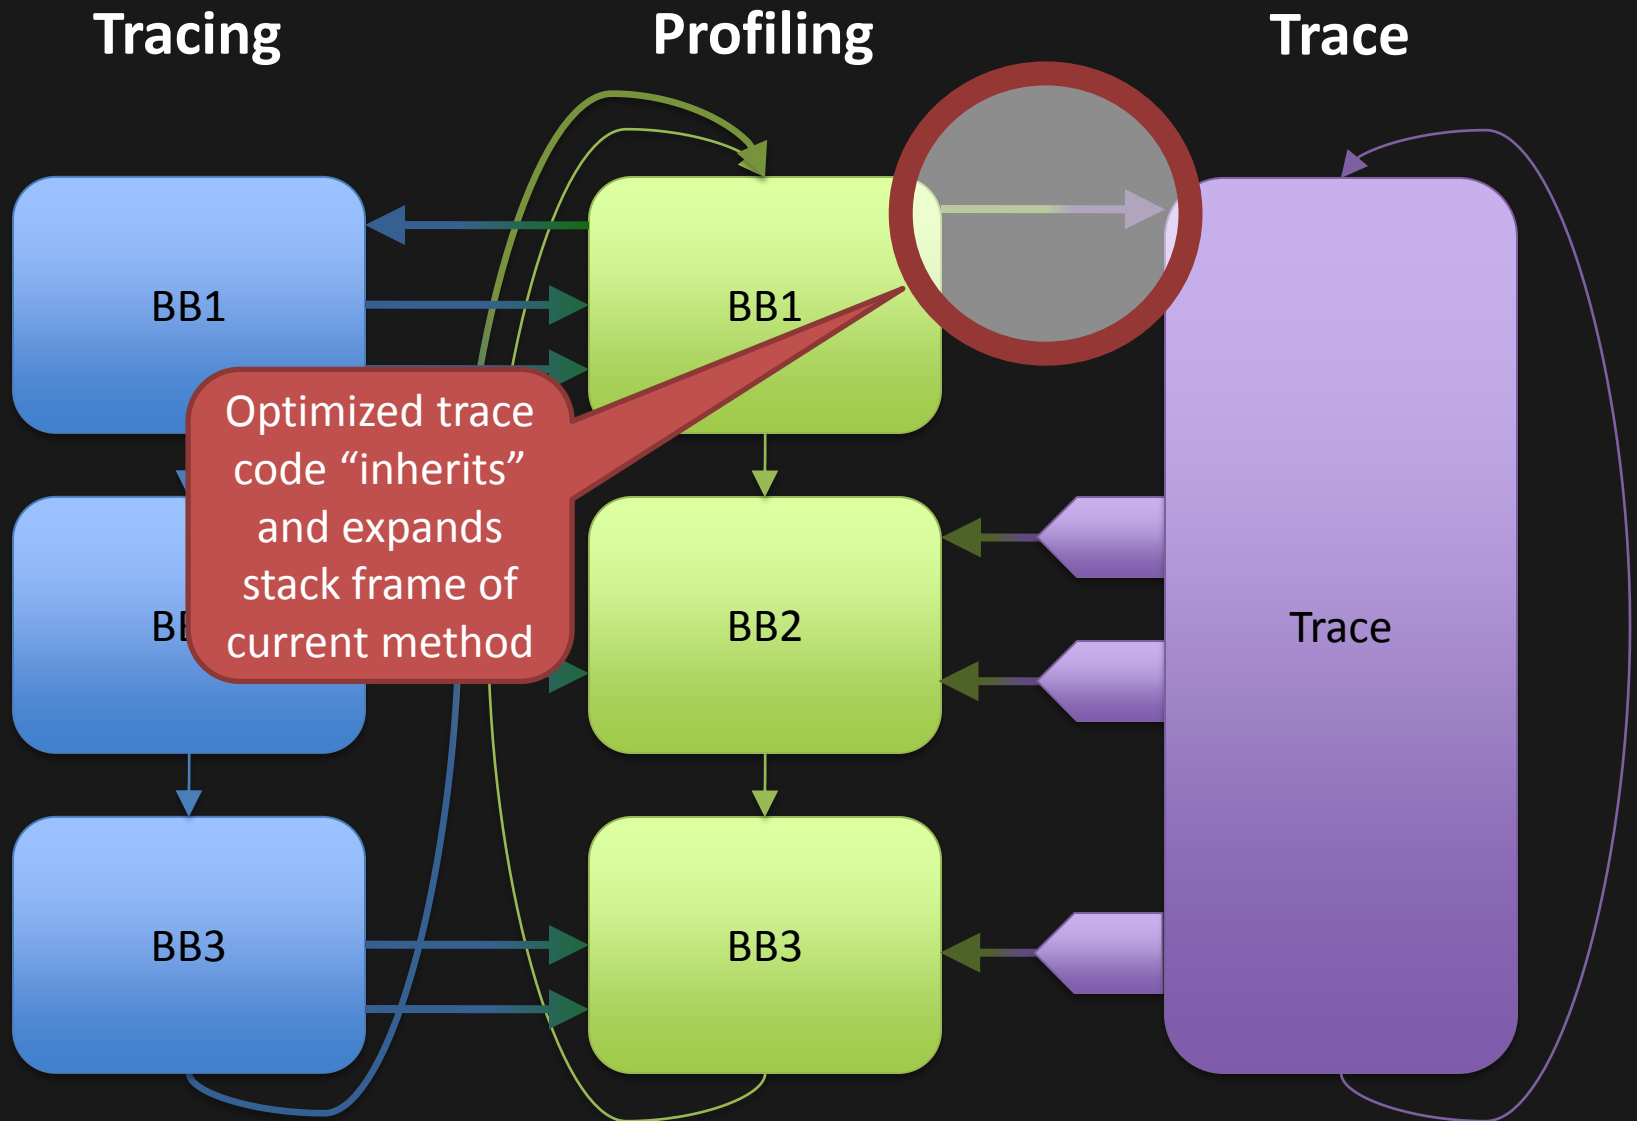 Tracing
Profiling
Trace
BB1
BB1
Optimized trace
code “inherits”
and expands
stack frame of
current method
BB2
Trace
BB3
BB3